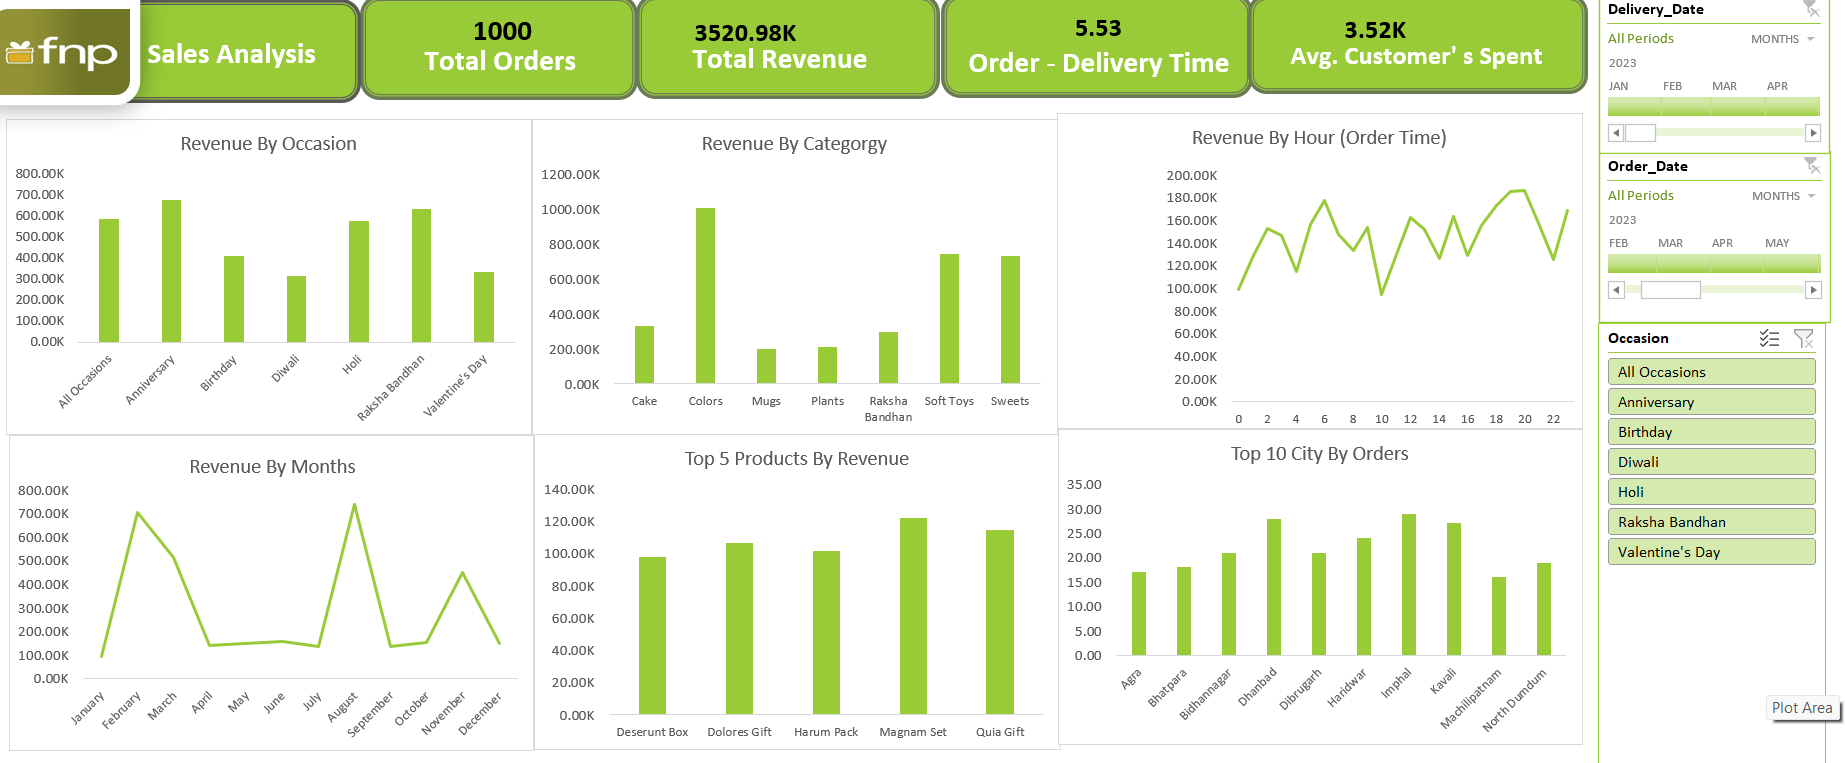 fnp
Sales Analysis
1000
Total Orders
3520.98K
Total Revenue
5.53
Order - Delivery Time
3.52K
Avg. Customer' s Spent
Delivery_Date
All Periods
MONTHS
2023
JAN FEB MAR APR
Order_Date
All Periods
MONTHS
2023
FEB MAR APR MAY
Occasion
All Occasions
Anniversary
Birthday
Diwali
Holi
Raksha Bandhan
Valentine's Day
Revenue By Occasion
800.00K
700.00K
600.00K
500.00K
400.00K
300.00K
200.00K
100.00K
0.00K
All Occasions
Anniversary
Birthday
Diwali
Holi
Raksha Bandhan
Valentine's Day
Revenue By Categorgy
1200.00K
1000.00K
800.00K
600.00K
400.00K
200.00K
0.00K
Cake
Colors
Mugs
Plants
Raksha
Bandhan
Soft Toys
Sweets
Revenue By Hour (Order Time)
200.00K
180.00K
160.00K
140.00K
120.00K
100.00K
80.00K
60.00K
40.00K
20.00K
0.00K
0 2 4 6 8 10 12 14 16 18 20 22
Revenue By Months
800.00K
700.00K
600.00K
500.00K
400.00K
300.00K
200.00K
100.00K
0.00K
January
February
March
April
May
June
July
August
September
October
November
December
Top 5 Products By Revenue
140.00K
120.00K
100.00K
80.00K
60.00K
40.00K
20.00K
0.00K
Deserunt Box
Dolores Gift
Harum Pack
Magnam Set
Quia Gift
Top 10 City By Orders
35.00
30.00
25.00
20.00
15.00
10.00
5.00
0.00
Agra
Bhatpara
Bidhannagar
Dhanbad
Dibrugarh
Haridwar
Imphal
Kavali
Machilipatnam
North Dumdum
Plot Area